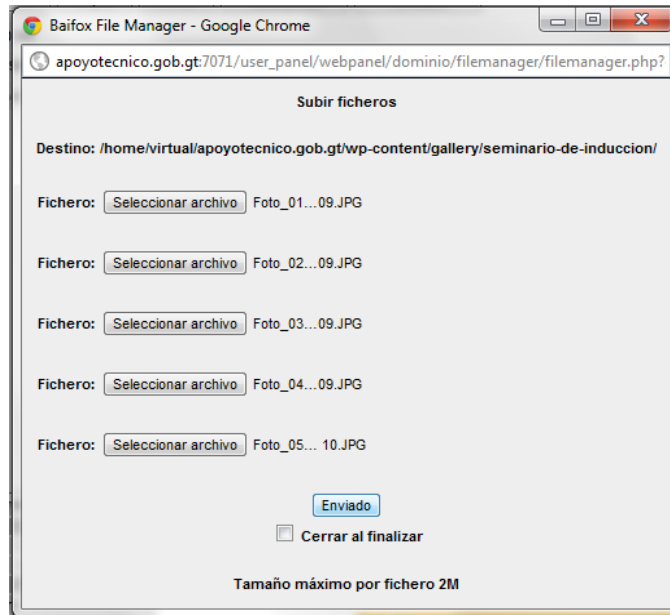 Baifox File Manager - Google Chrome
apoyotecnico.gob.gt:7071/user_panel/webpanel/dominio/filemanager/filemanager.php?
Subir ficheros
Destino: /home/virtual/apoyotecnico.gob.gt/wp-content/gallery/seminario-de-induccion/
Fichero: Seleccionar archivo Foto_01...09.JPG
Fichero: Seleccionar archivo Foto_02...09.JPG
Fichero: Seleccionar archivo Foto_03...09.JPG
Fichero: Seleccionar archivo Foto_04...09.JPG
Fichero: Seleccionar archivo Foto_05... 10.JPG
Enviado
Cerrar al finalizar
Tamaño máximo por fichero 2M